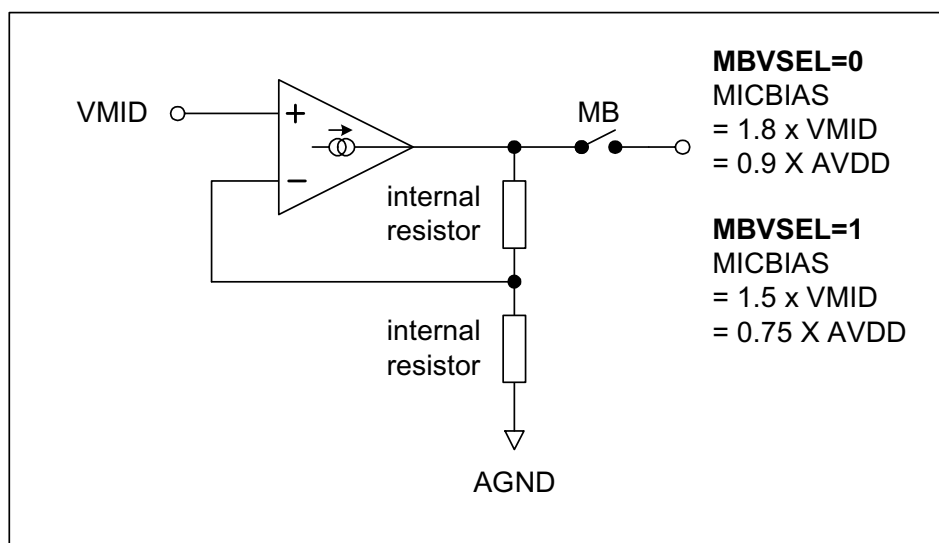 VMID
+
−
MB
internal
resistor
internal
resistor
AGND
MBVSEL=0
MICBIAS
= 1.8 x VMID
= 0.9 X AVDD
MBVSEL=1
MICBIAS
= 1.5 x VMID
= 0.75 X AVDD